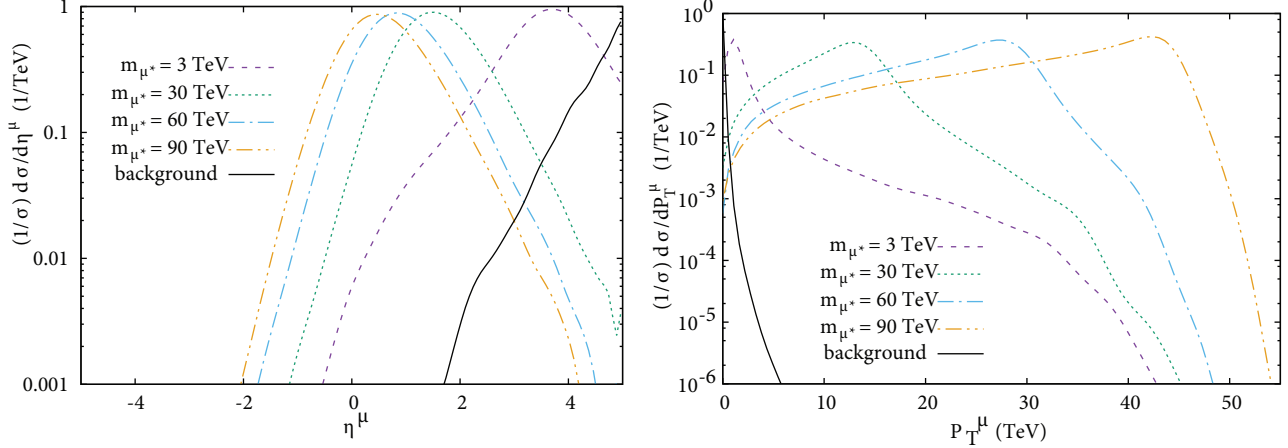 (1/σ) dσ/dη^μ (1/TeV)
1
0.1
0.01
0.001
m_μ* = 3 TeV
m_μ* = 30 TeV
m_μ* = 60 TeV
m_μ* = 90 TeV
background
-4 -2 0 2 4
η^μ
(1/σ) dσ/dP_T^μ (1/TeV)
10^0
10^-1
10^-2
10^-3
10^-4
10^-5
10^-6
m_μ* = 3 TeV
m_μ* = 30 TeV
m_μ* = 60 TeV
m_μ* = 90 TeV
background
0 10 20 30 40 50
P_T^μ (TeV)